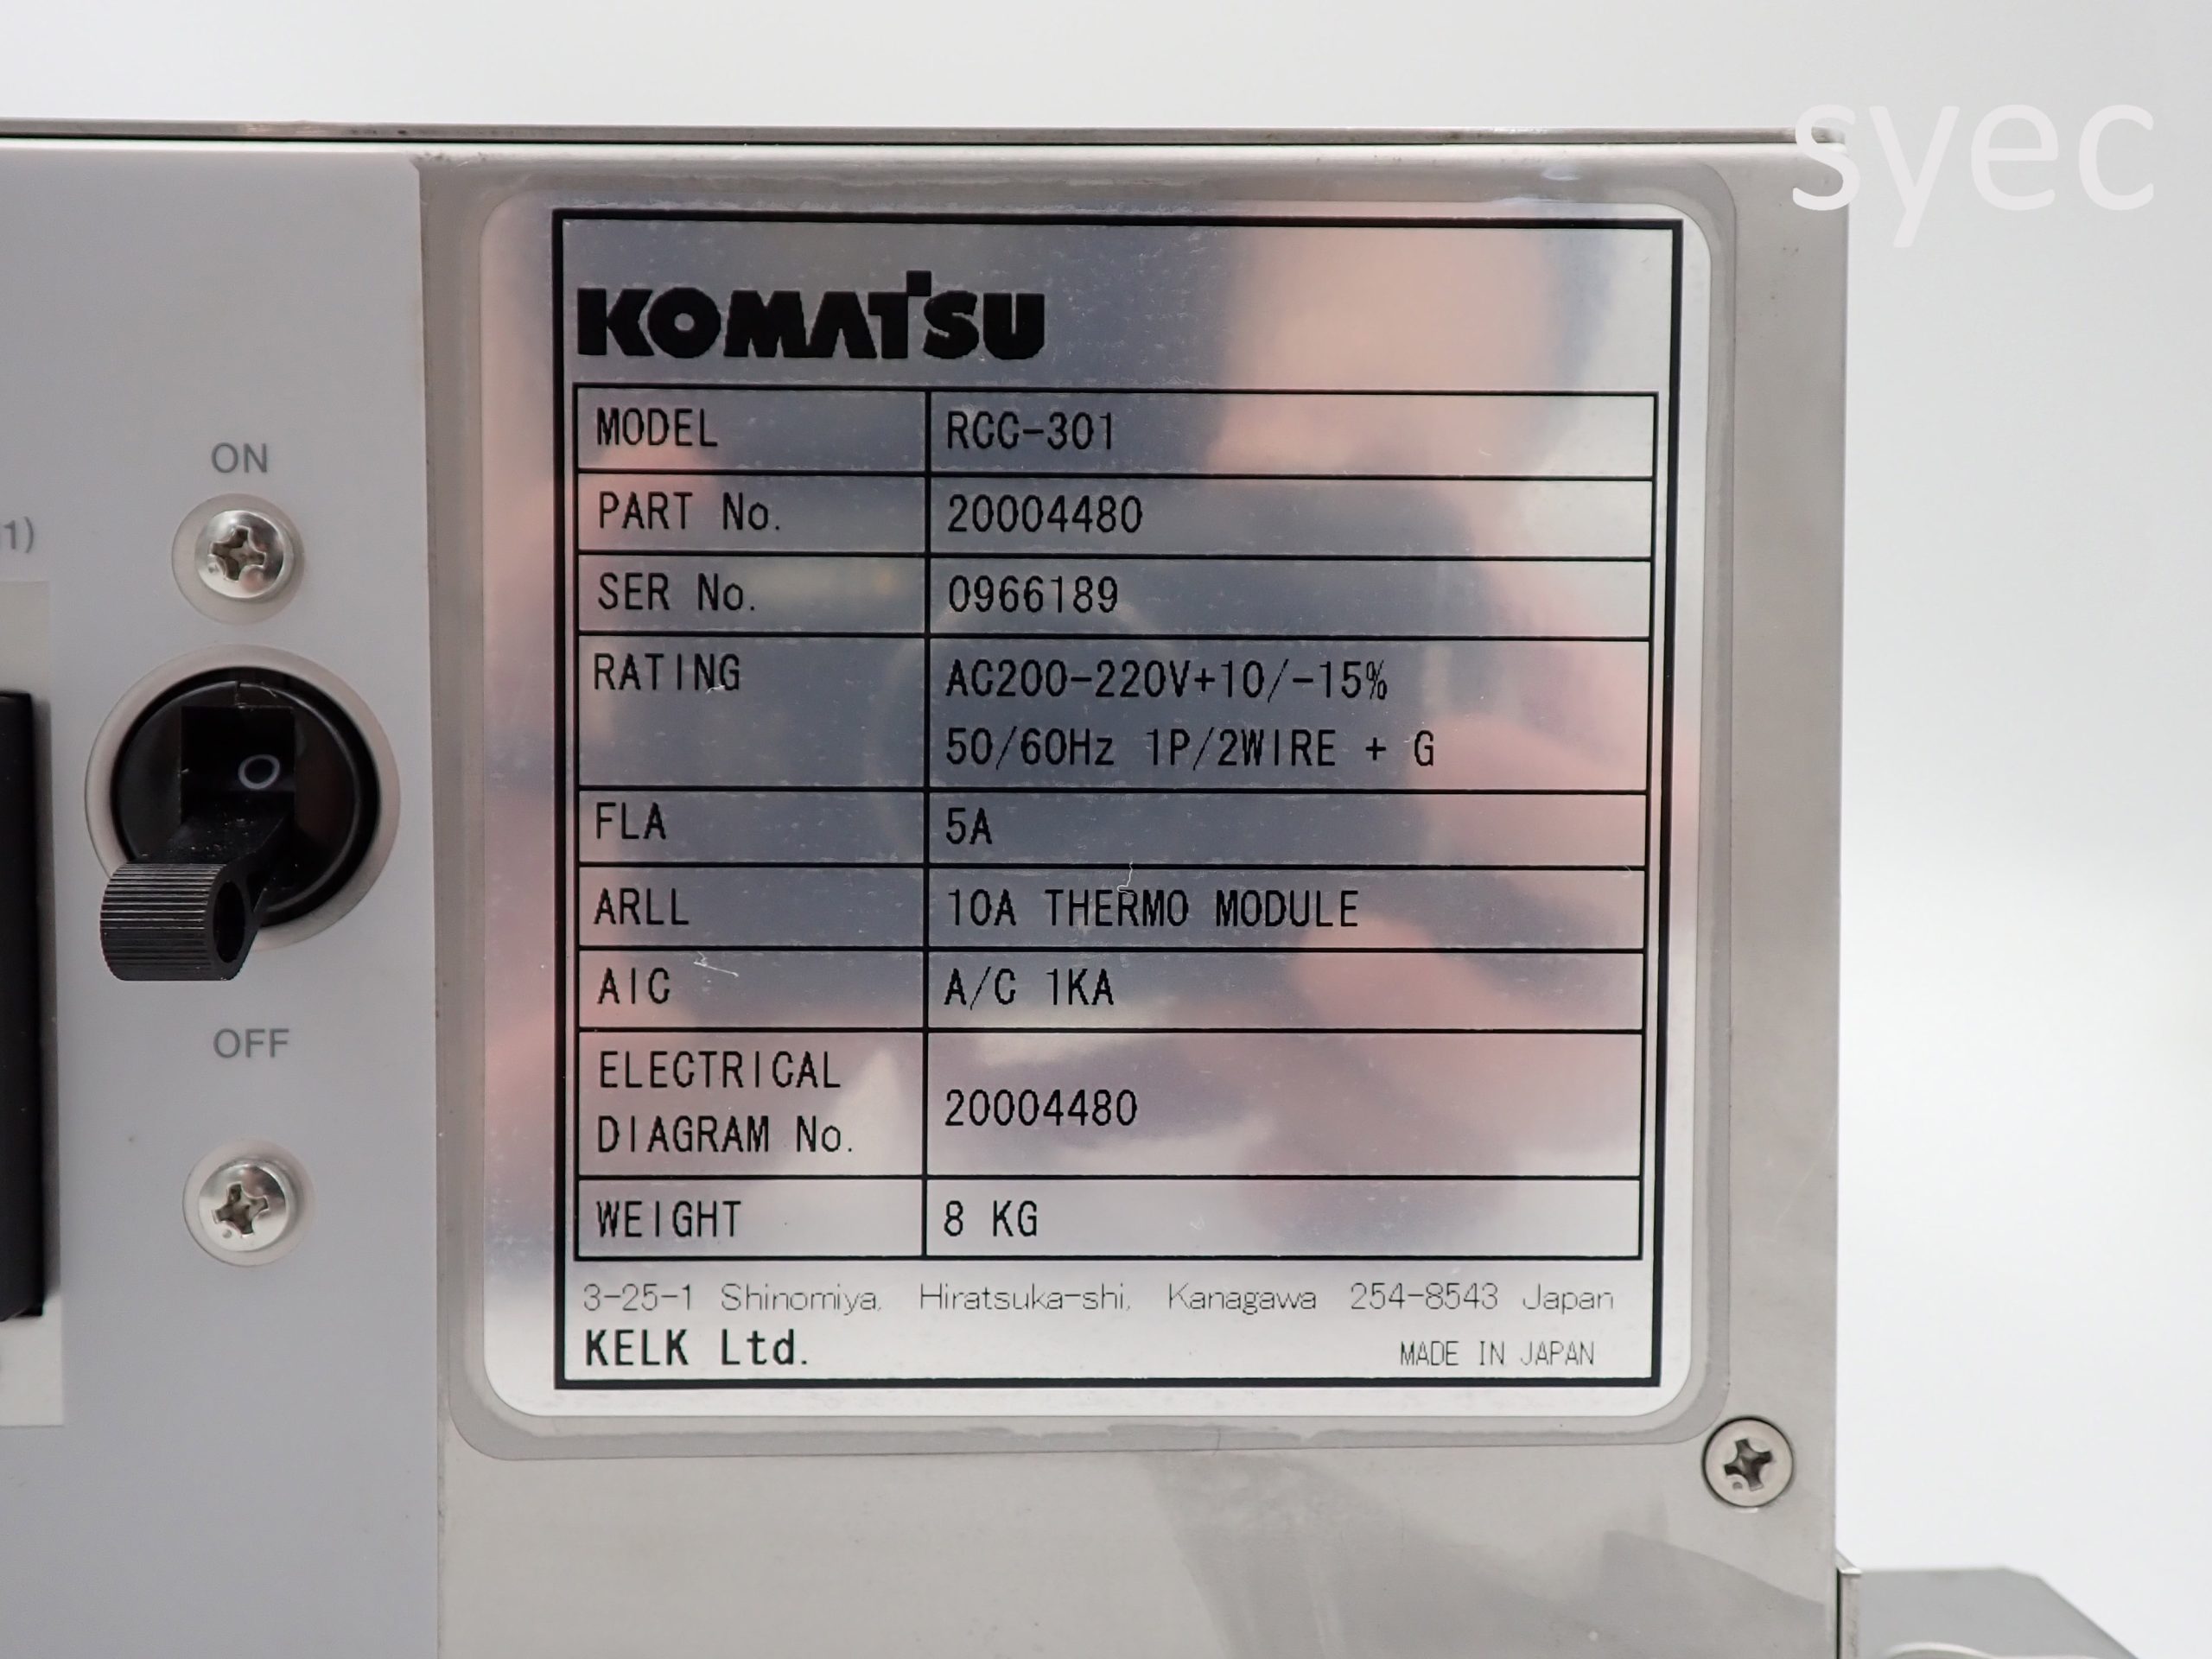 syec
KOMATSU
MODEL RCC-301
PART No. 20004480
SER No. 0966189
RATING AC200-220V+10/-15%
50/60Hz 1P/2WIRE + G
FLA 5A
ARLL 10A THERMO MODULE
AIC A/C 1KA
ELECTRICAL
DIAGRAM No. 20004480
WEIGHT 8 KG
3-25-1 Shinomiya, Hiratsuka-shi, Kanagawa 254-8543 Japan
KELK Ltd. MADE IN JAPAN
ON
1)
O
OFF